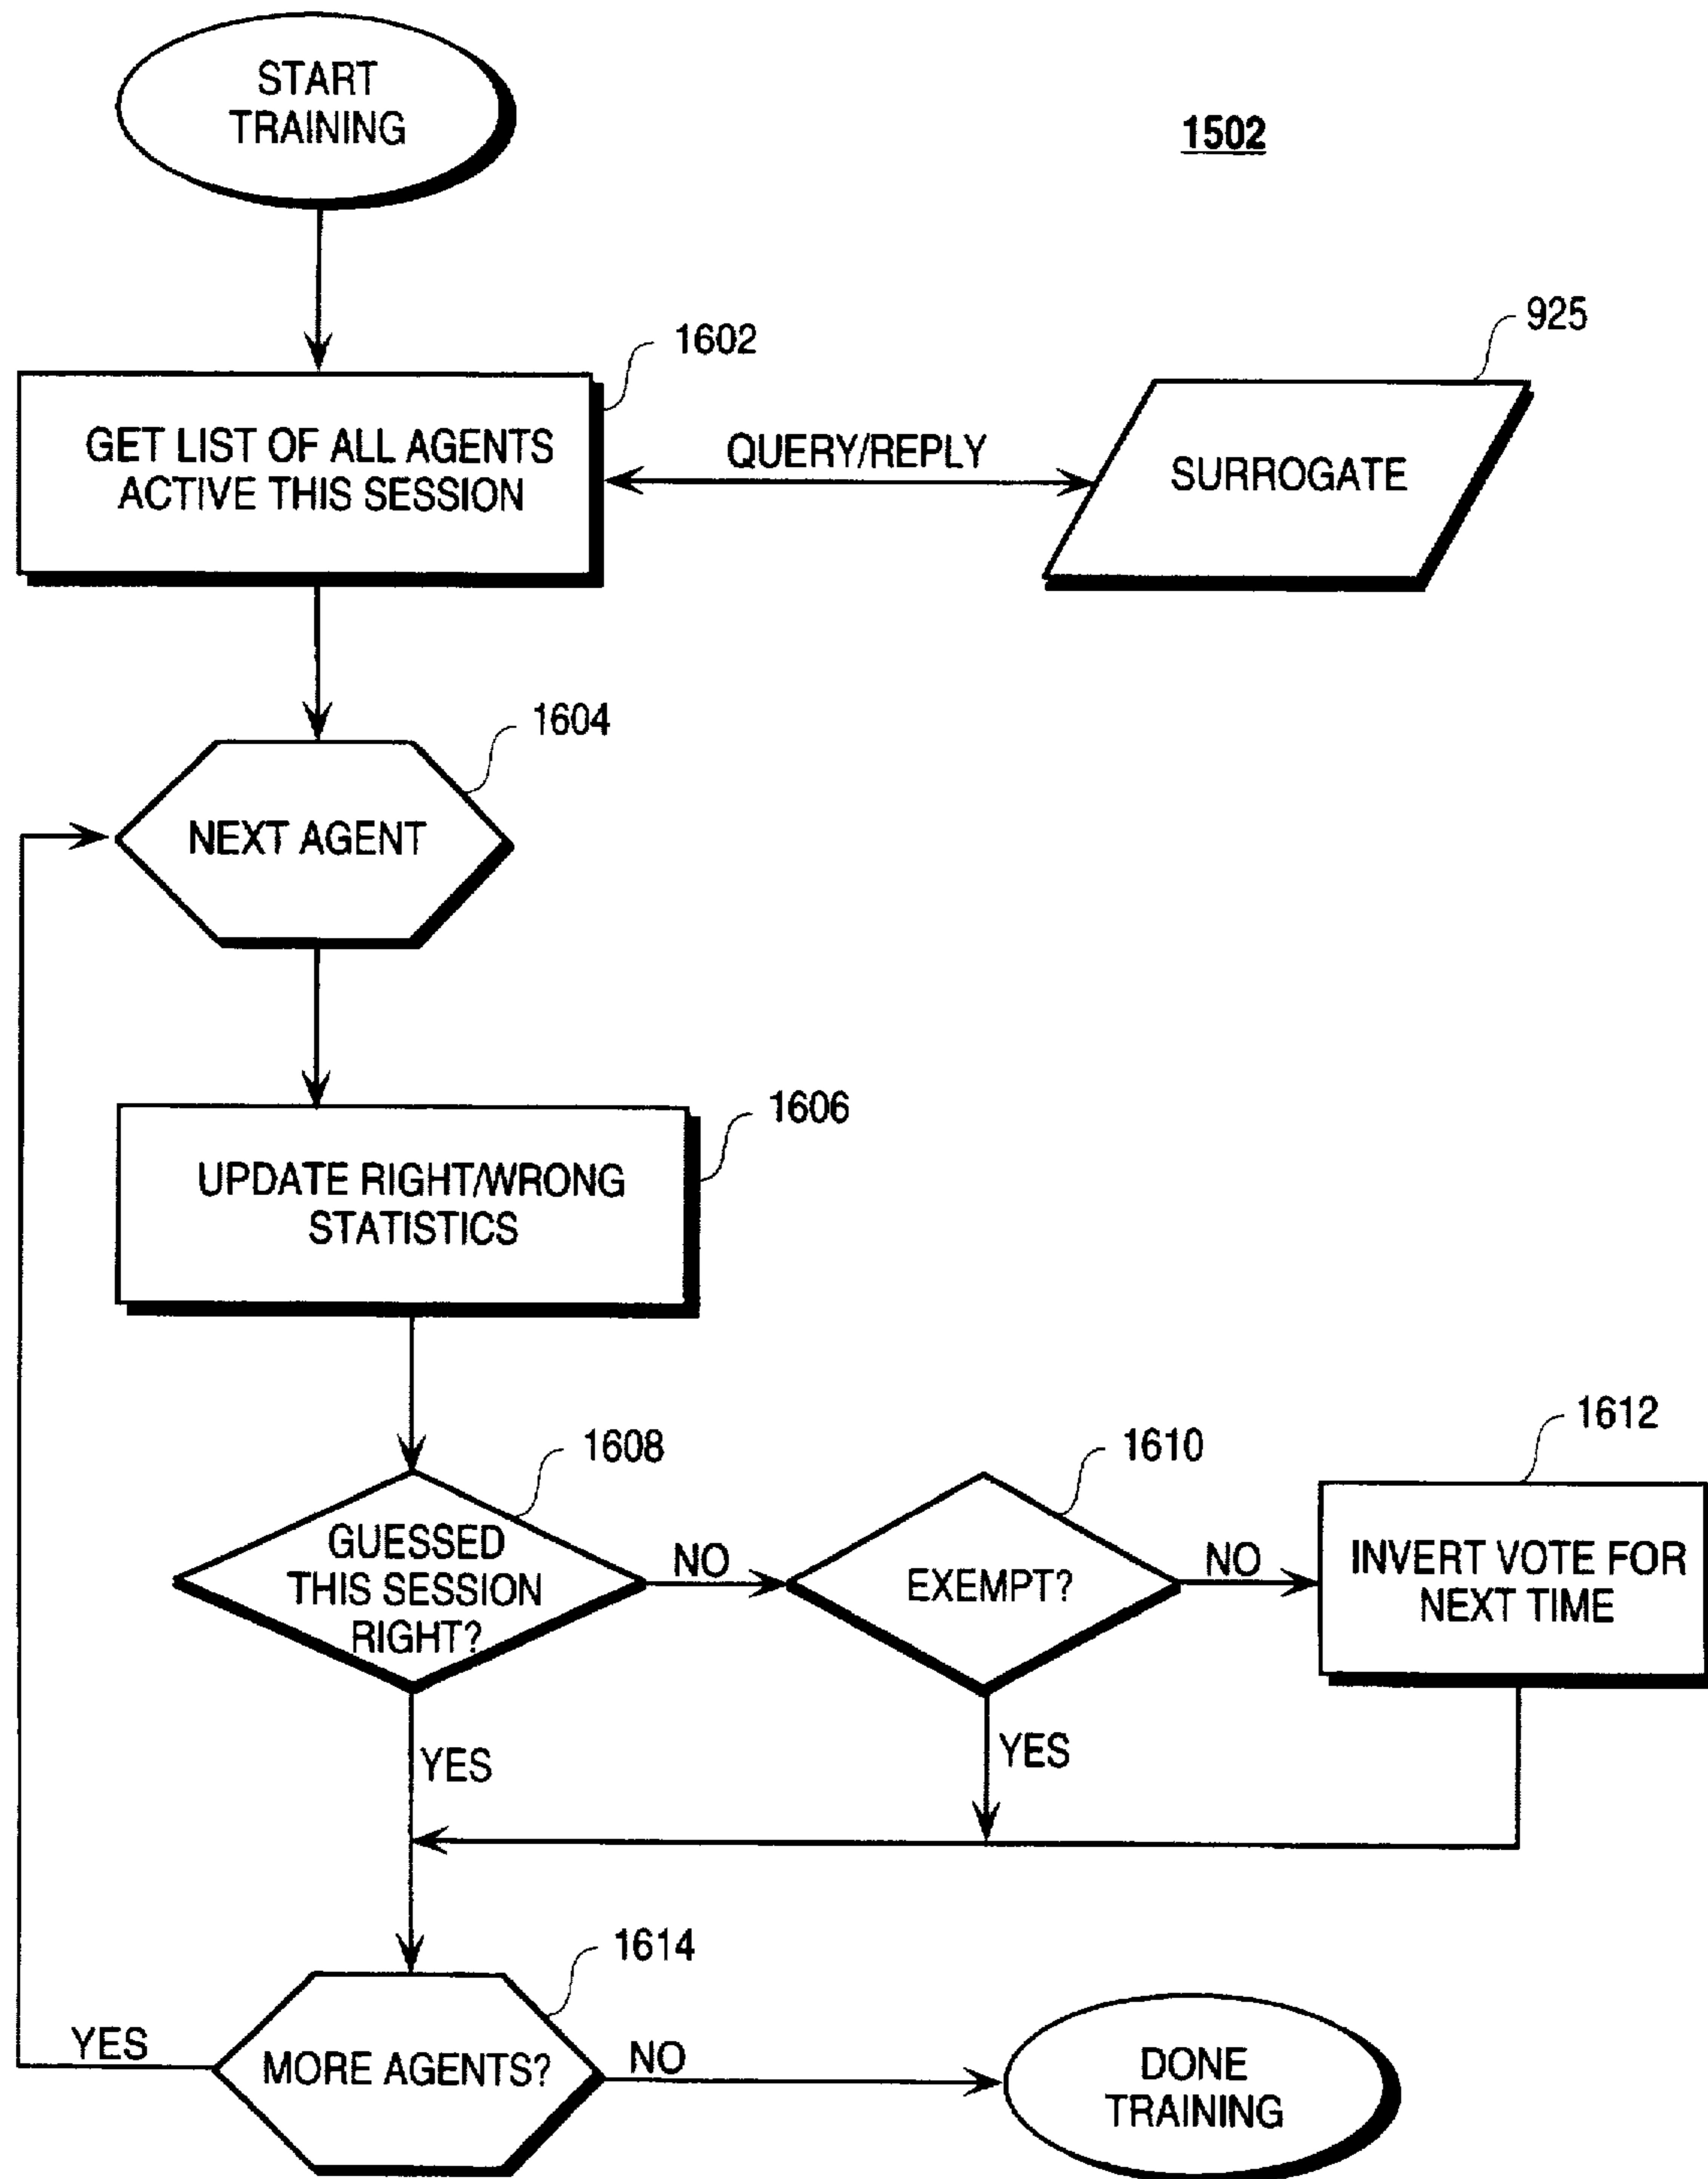 START
TRAINING
1502
1602
925
GET LIST OF ALL AGENTS
ACTIVE THIS SESSION
QUERY/REPLY
SURROGATE
1604
NEXT AGENT
1606
UPDATE RIGHT/WRONG
STATISTICS
1608
1610
1612
GUESSED
THIS SESSION
RIGHT?
NO
EXEMPT?
NO
INVERT VOTE FOR
NEXT TIME
YES
YES
1614
YES
MORE AGENTS?
NO
DONE
TRAINING